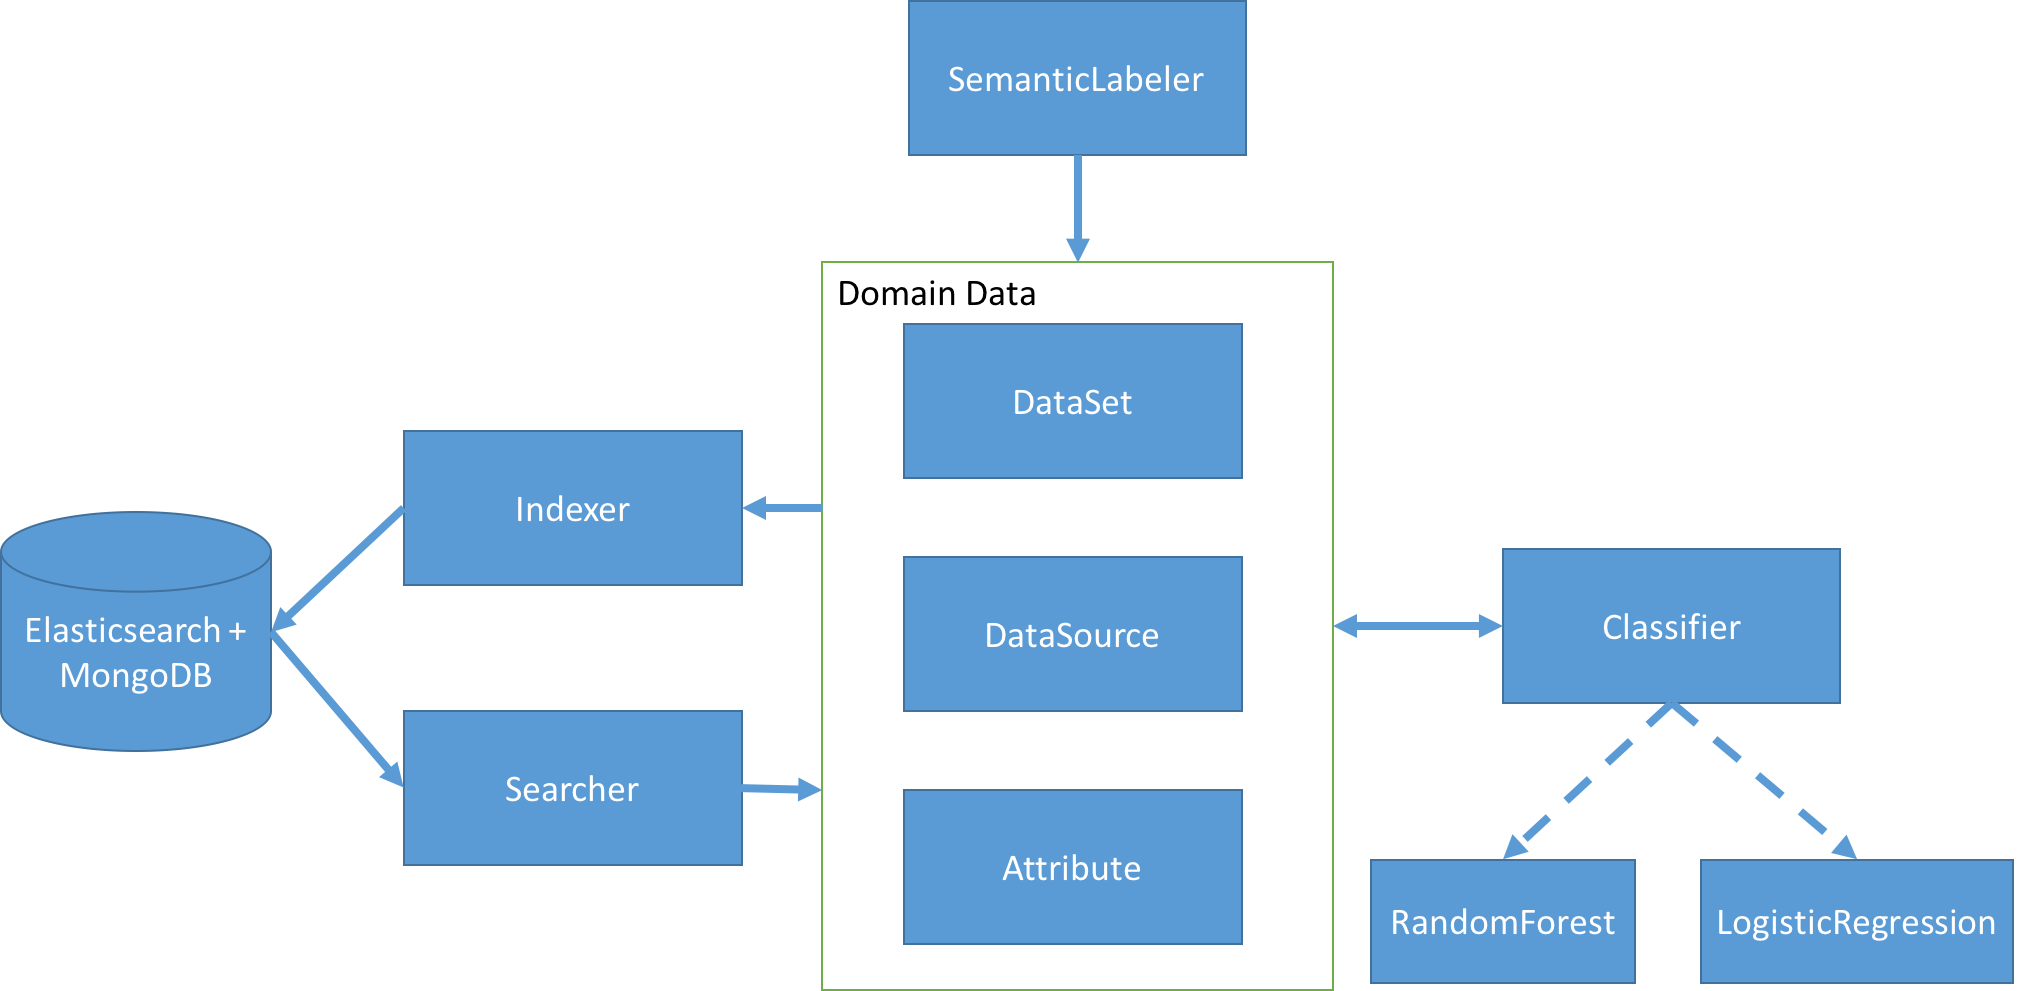 SemanticLabeler
Domain Data
DataSet
Indexer
DataSource
Classifier
Elasticsearch +
MongoDB
Searcher
Attribute
RandomForest
LogisticRegression